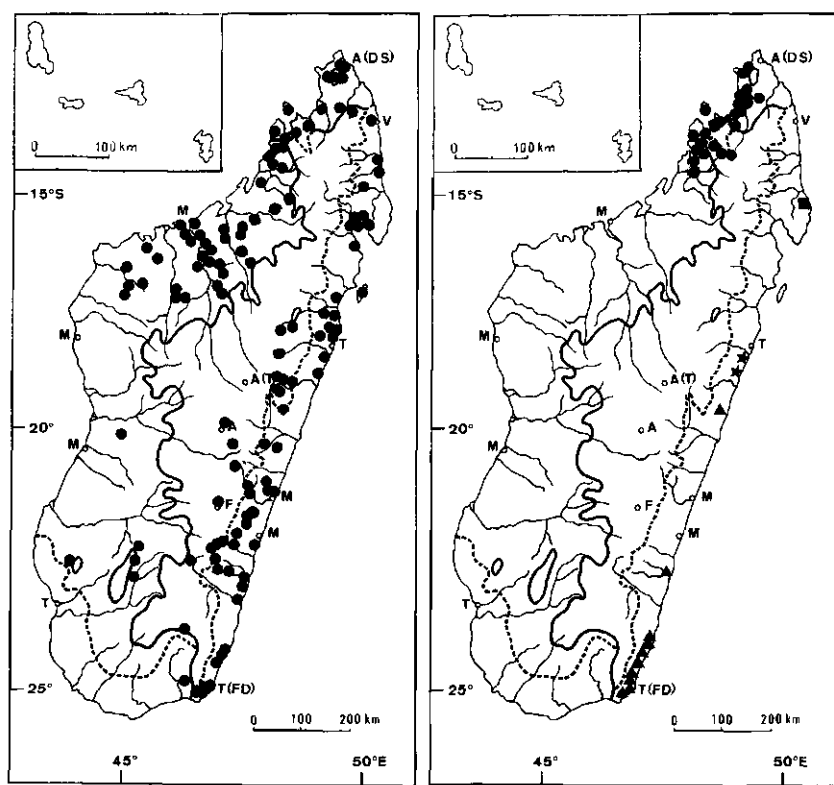 A(DS)
0 100 km
V
15°S
M
M
T
A(T)
20°
A
M
F
M
M
T
25°
T(FD)
0 100 200 km
45°
50°E
A(DS)
0 100 km
V
15°S
M
M
T
A(T)
20°
A
M
F
M
M
T
25°
T(FD)
0 100 200 km
45°
50°E